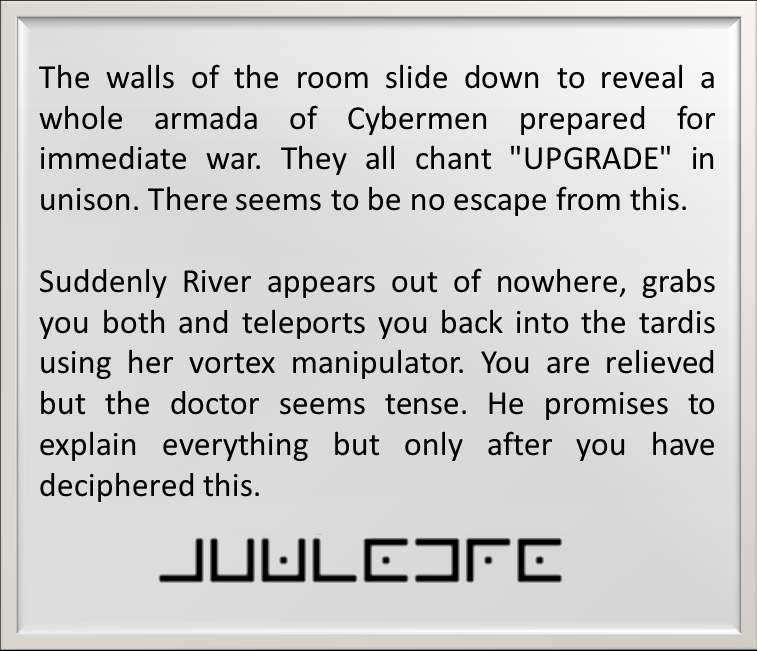 The walls of the room slide down to reveal a
whole armada of Cybermen prepared for
immediate war. They all chant "UPGRADE" in
unison. There seems to be no escape from this.
Suddenly River appears out of nowhere, grabs
you both and teleports you back into the tardis
using her vortex manipulator. You are relieved
but the doctor seems tense. He promises to
explain everything but only after you have
deciphered this.